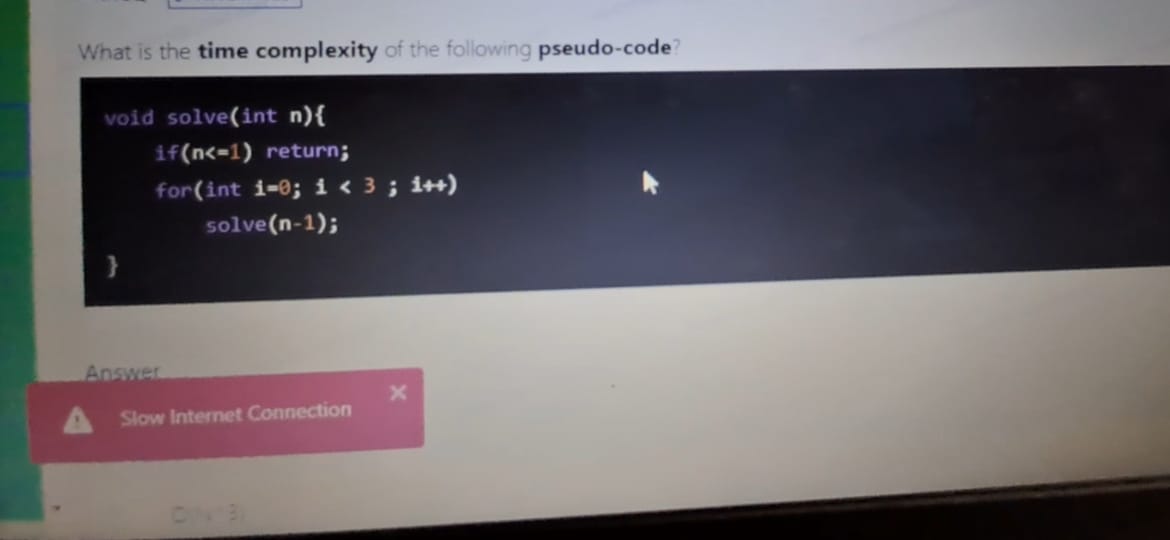 What is the time complexity of the following pseudo-code?
void solve(int n){
if(n<=1) return;
for(int i=0; i < 3 ; i++)
solve(n-1);
}
Answer
Slow Internet Connection